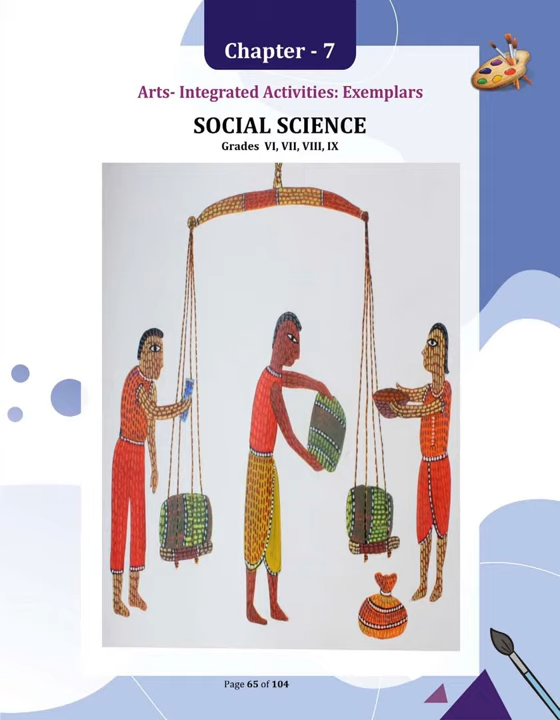 Chapter - 7
Arts- Integrated Activities: Exemplars
SOCIAL SCIENCE
Grades VI, VII, VIII, IX
Page 65 of 104